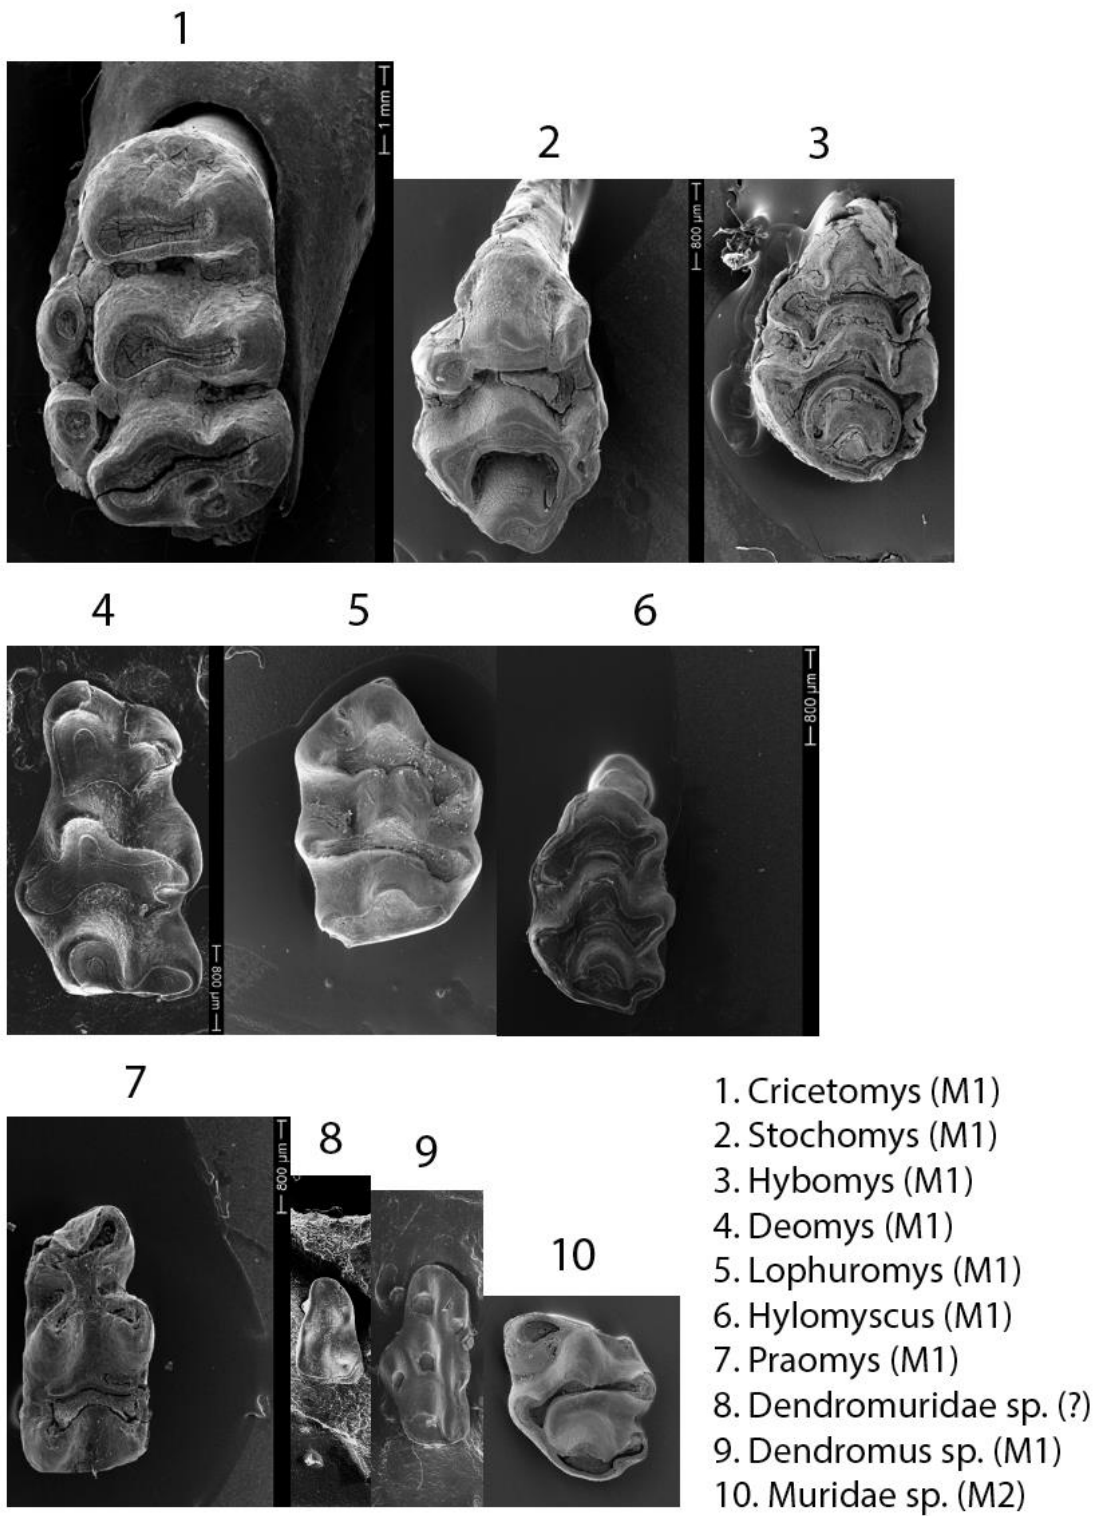 1
1 mm
2
800 µm
3
4
800 µm
5
6
800 µm
7
800 µm
8
9
10
1. Cricetomys (M1)
2. Stochomys (M1)
3. Hybomys (M1)
4. Deomys (M1)
5. Lophuromys (M1)
6. Hylomyscus (M1)
7. Praomys (M1)
8. Dendromuridae sp. (?)
9. Dendromus sp. (M1)
10. Muridae sp. (M2)